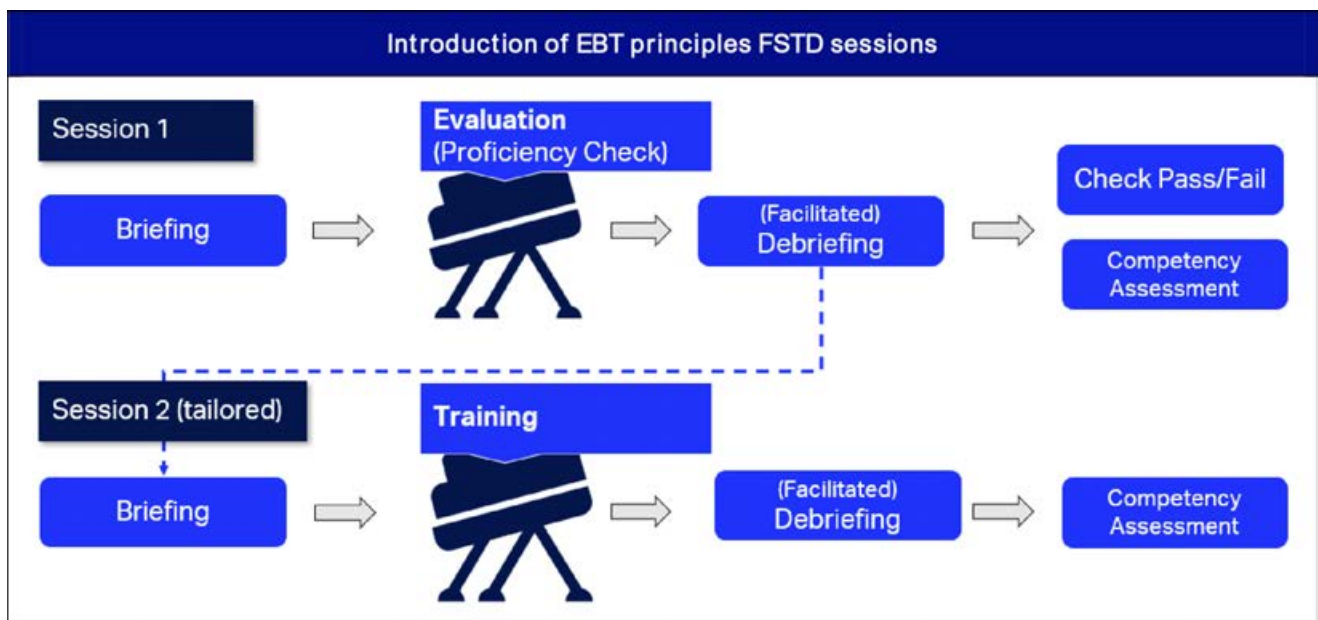 Introduction of EBT principles FSTD sessions
Session 1
Evaluation
(Proficiency Check)
Briefing
(Facilitated)
Debriefing
Check Pass/Fail
Competency
Assessment
Session 2 (tailored)
Training
Briefing
(Facilitated)
Debriefing
Competency
Assessment